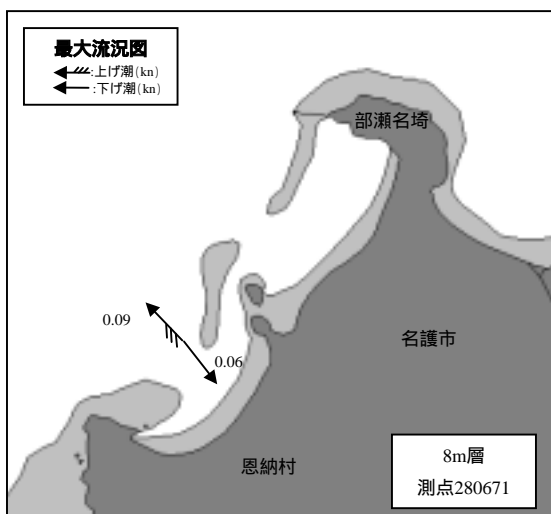 最大流況図
:上げ潮(kn)
:下げ潮(kn)
部瀬名埼
0.09
0.06
名護市
恩納村
8m層
測点280671